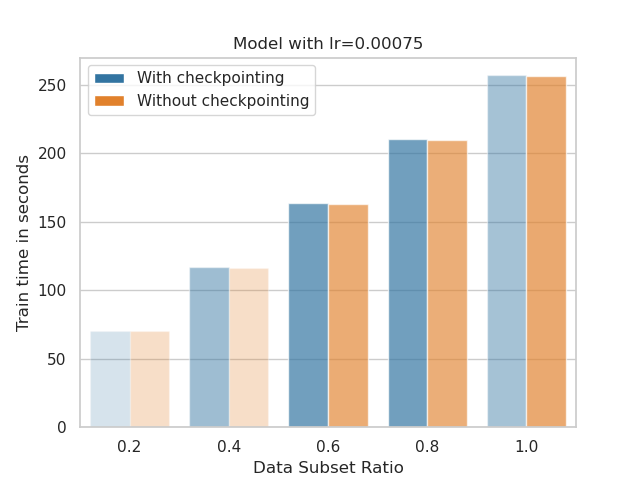 Model with lr=0.00075
With checkpointing
Without checkpointing
Train time in seconds
250
200
150
100
50
0
0.2 0.4 0.6 0.8 1.0
Data Subset Ratio